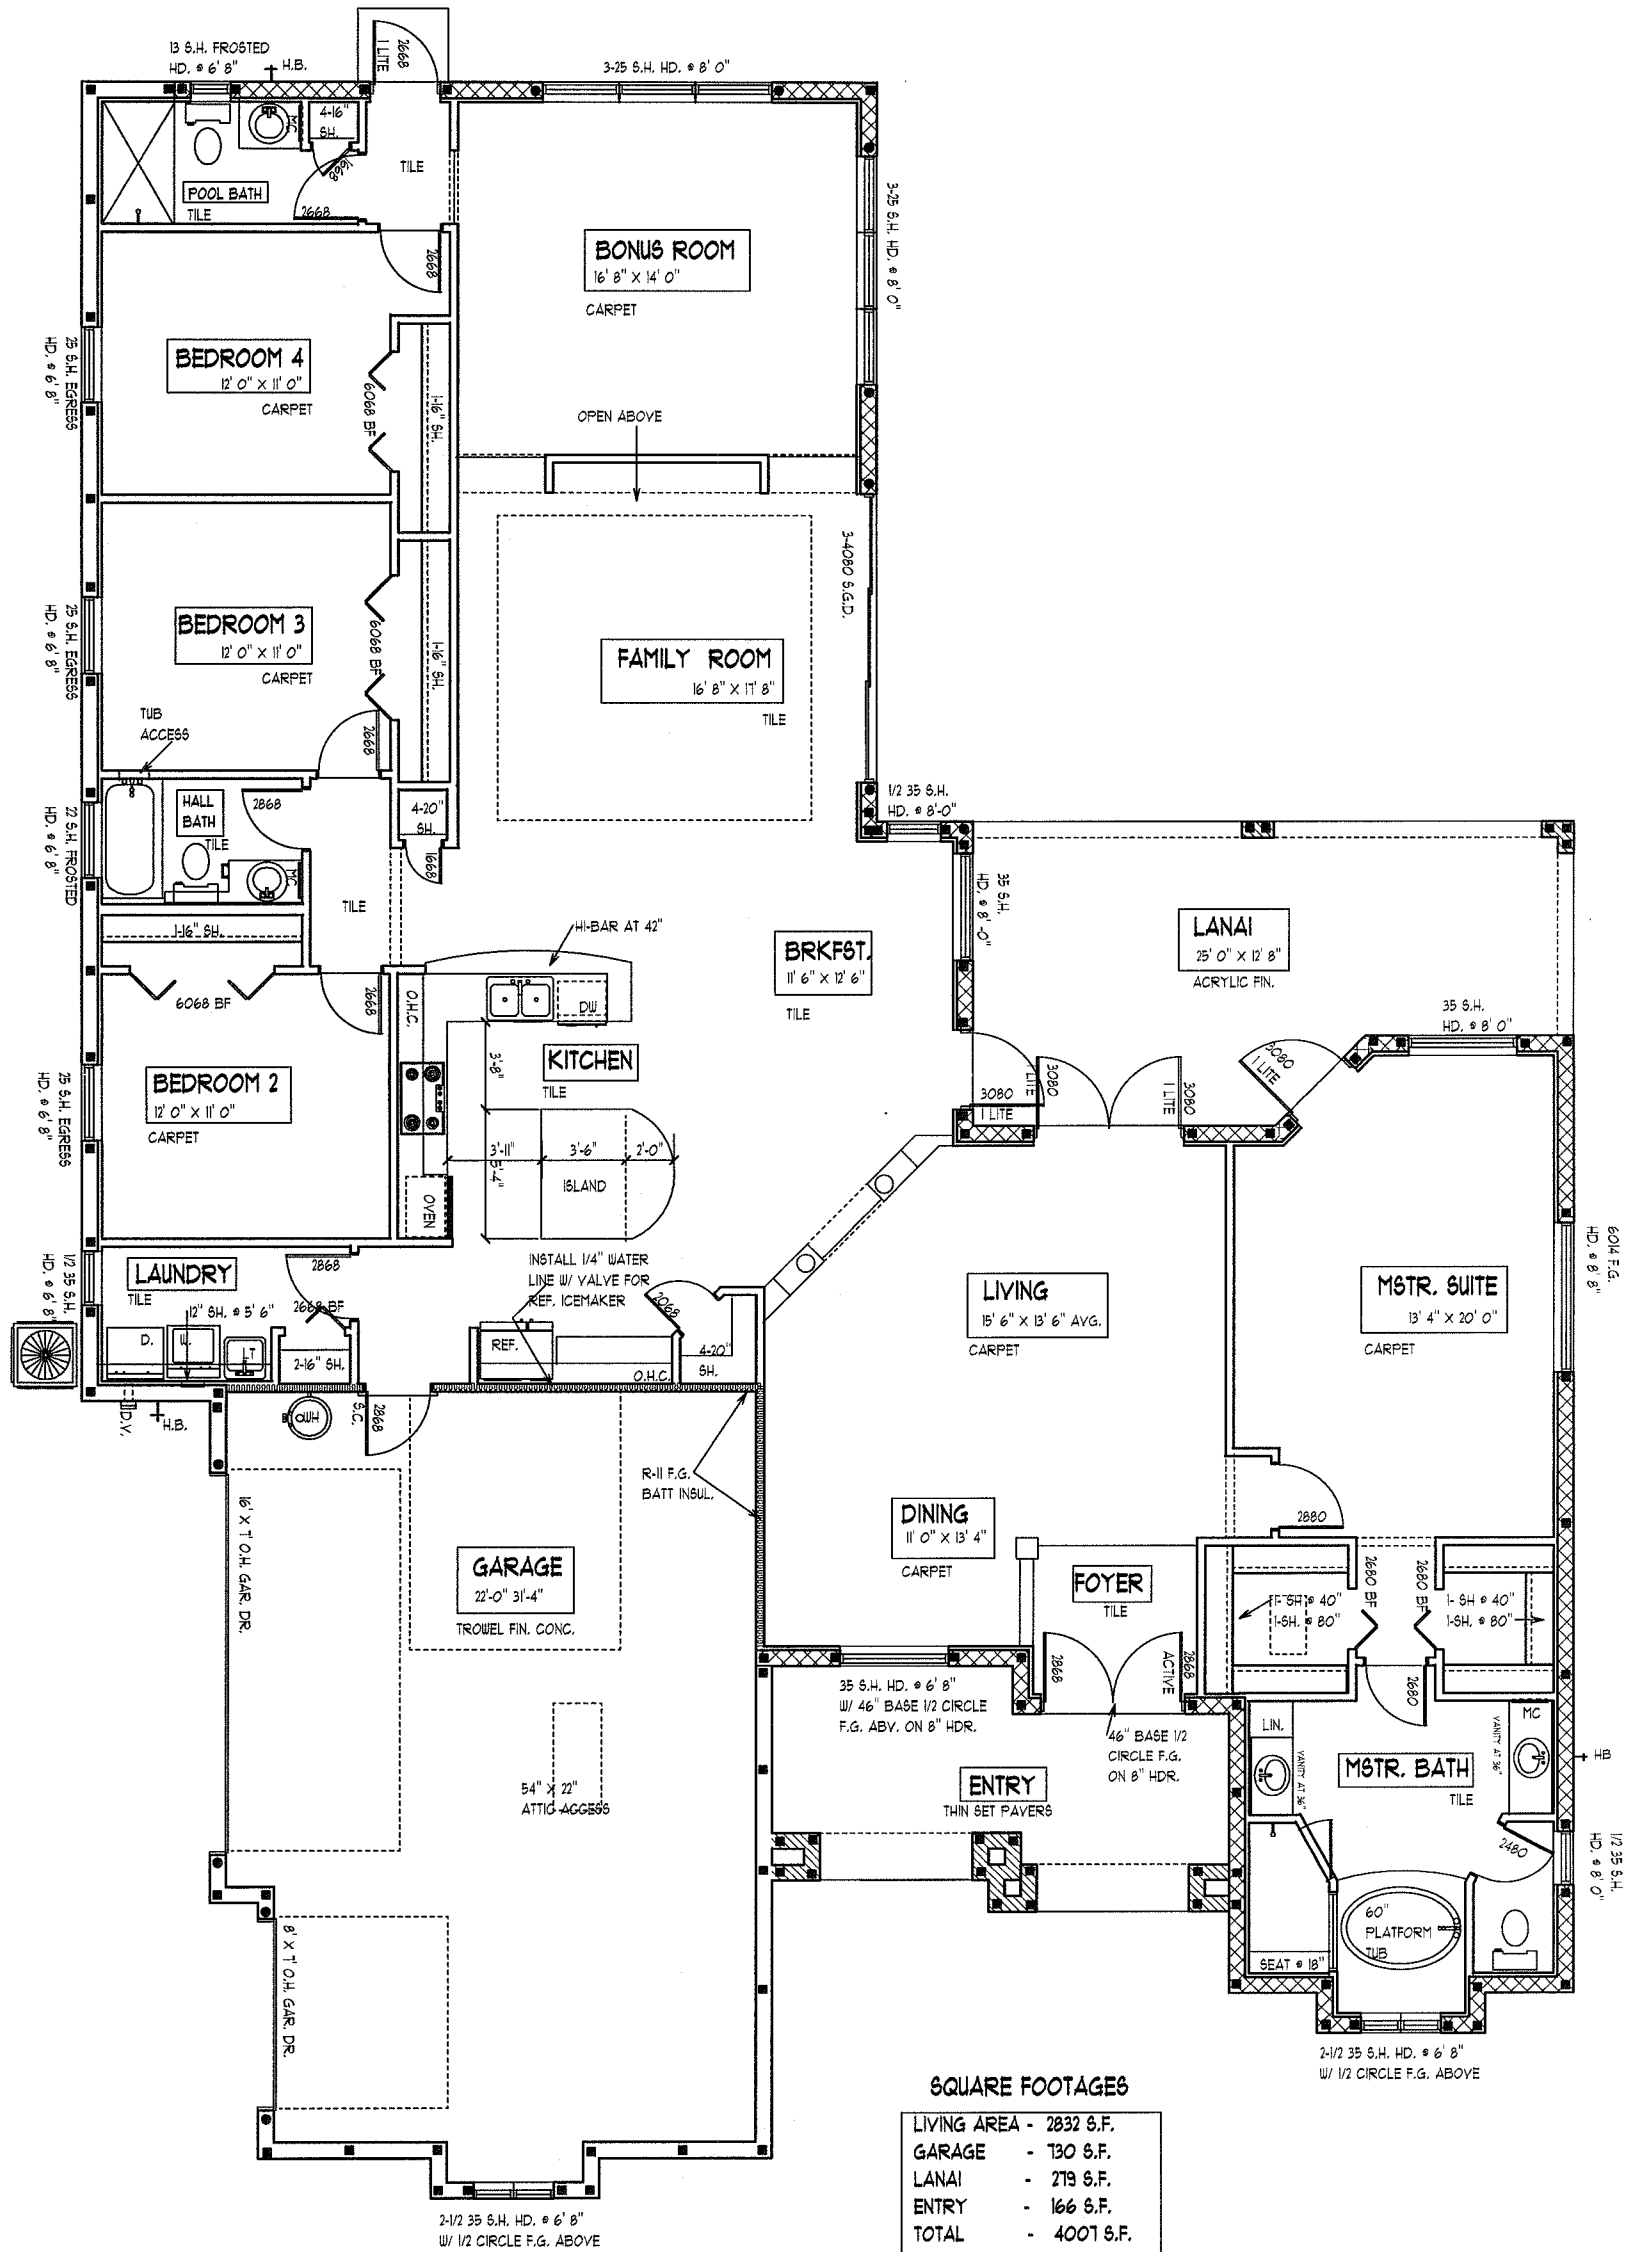 13 S.H. FROSTED
HD. @ 6' 8"
H.B.
2668
1 LITE
3-25 S.H. HD. @ 8' 0"
4-16"
SH.
MC
1668
TILE
POOL BATH
TILE
2668
2668
BONUS ROOM
16' 8" X 14' 0"
CARPET
3-25 S.H. HD. @ 8' 0"
25 S.H. EGRESS
HD. @ 6' 8"
BEDROOM 4
12' 0" X 11' 0"
CARPET
6068 BF
1-16" SH.
OPEN ABOVE
3-4080 S.G.D.
25 S.H. EGRESS
HD. @ 6' 8"
BEDROOM 3
12' 0" X 11' 0"
CARPET
6068 BF
1-16" SH.
FAMILY ROOM
16' 8" X 17' 8"
TILE
TUB
ACCESS
2668
22 S.H. FROSTED
HD. @ 6' 8"
HALL
BATH
TILE
2868
MC
4-20"
SH.
1668
TILE
1-16" SH.
1/2 35 S.H.
HD. @ 8'-0"
35 S.H.
HD. @ 8'-0"
LANAI
25' 0" X 12' 8"
ACRYLIC FIN.
HI-BAR AT 42"
BRKFST.
11' 6" X 12' 6"
TILE
6068 BF
2668
O.H.C.
DW
KITCHEN
TILE
3'-8"
35 S.H.
HD. @ 8' 0"
3080
1 LITE
3080
1 LITE
3080
1 LITE
3080
1 LITE
25 S.H. EGRESS
HD. @ 6' 8"
BEDROOM 2
12' 0" X 11' 0"
CARPET
3'-11"
3'-6"
2'-0"
5'-4"
ISLAND
OVEN
1/2 35 S.H.
HD. @ 6' 8"
LAUNDRY
TILE
2868
12" SH. @ 5' 6"
2668 BF
D.
W.
LT
2-16" SH.
INSTALL 1/4" WATER
LINE W/ VALVE FOR
REF. ICEMAKER
REF.
2068
4-20"
SH.
O.H.C.
LIVING
15' 6" X 13' 6" AVG.
CARPET
MSTR. SUITE
13' 4" X 20' 0"
CARPET
6014 F.G.
HD. @ 8' 8"
D.V.
H.B.
WH
S.C.
2868
R-11 F.G.
BATT INSUL.
16' X 7' O.H. GAR. DR.
GARAGE
22'-0" 31'-4"
TROWEL FIN. CONC.
DINING
11' 0" X 13' 4"
CARPET
2880
FOYER
TILE
2680 BF
2680 BF
1-SH @ 40"
1-SH. @ 80"
1- SH @ 40"
1-SH. @ 80"
2868
2868
ACTIVE
2680
35 S.H. HD. @ 6' 8"
W/ 46" BASE 1/2 CIRCLE
F.G. ABV. ON 8" HDR.
46" BASE 1/2
CIRCLE F.G.
ON 8" HDR.
LIN.
VANITY AT 36"
VANITY AT 36"
MC
HB
MSTR. BATH
TILE
54" X 22"
ATTIC ACCESS
ENTRY
THIN SET PAVERS
2480
1/2 35 S.H.
HD. @ 8' 0"
60"
PLATFORM
TUB
SEAT @ 18"
8' X 7' O.H. GAR. DR.
2-1/2 35 S.H. HD. @ 6' 8"
W/ 1/2 CIRCLE F.G. ABOVE
2-1/2 35 S.H. HD. @ 6' 8"
W/ 1/2 CIRCLE F.G. ABOVE
SQUARE FOOTAGES
LIVING AREA - 2832 S.F.
GARAGE - 730 S.F.
LANAI - 279 S.F.
ENTRY - 166 S.F.
TOTAL - 4007 S.F.